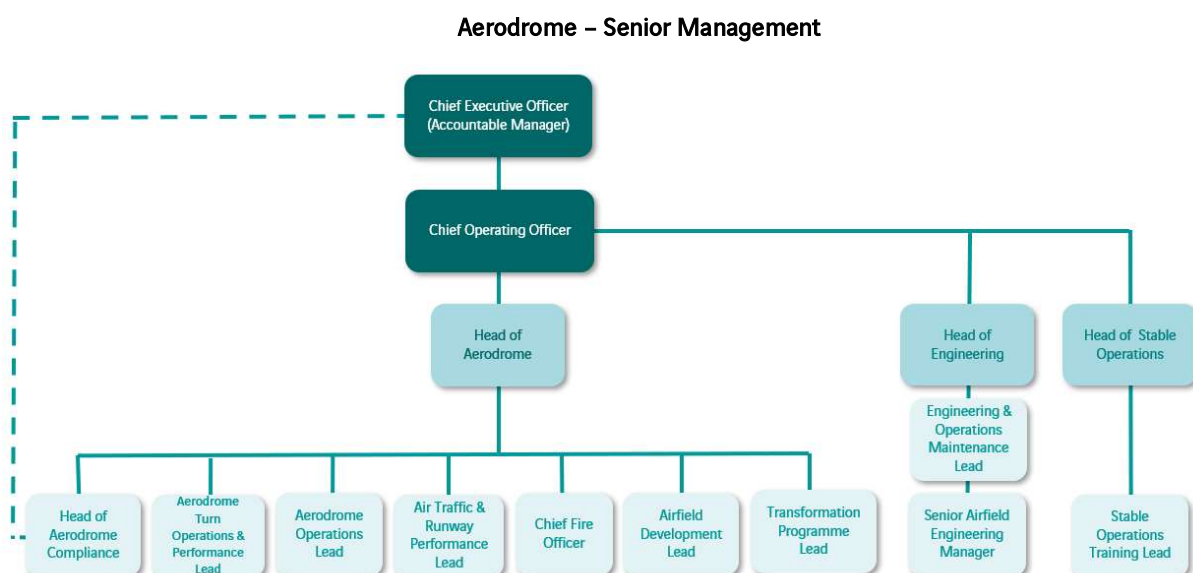 Aerodrome – Senior Management
Chief Executive Officer
(Accountable Manager)
Chief Operating Officer
Head of
Aerodrome
Head of
Engineering
Head of Stable
Operations
Engineering &
Operations
Maintenance
Lead
Head of
Aerodrome
Compliance
Aerodrome
Turn
Operations &
Performance
Lead
Aerodrome
Operations
Lead
Air Traffic &
Runway
Performance
Lead
Chief Fire
Officer
Airfield
Development
Lead
Transformation
Programme
Lead
Senior Airfield
Engineering
Manager
Stable
Operations
Training Lead